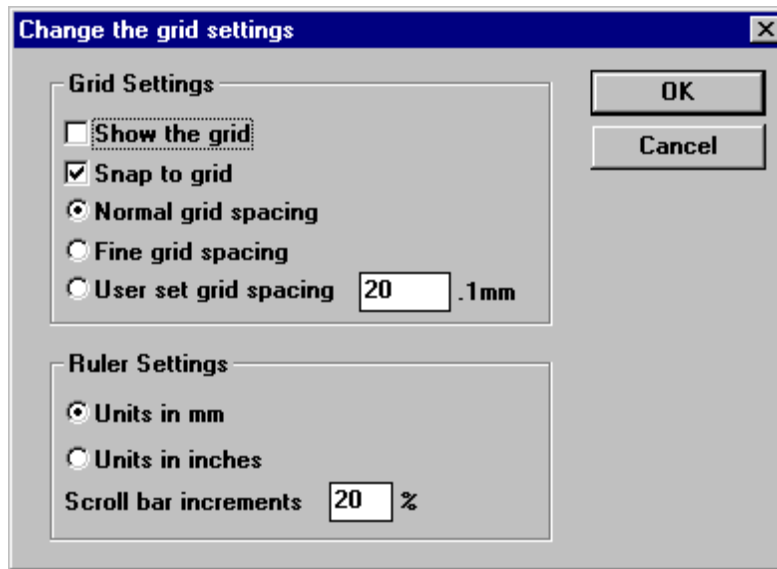 Change the grid settings
Grid Settings
Show the grid
Snap to grid
Normal grid spacing
Fine grid spacing
User set grid spacing 20 .1mm
OK
Cancel
Ruler Settings
Units in mm
Units in inches
Scroll bar increments 20 %